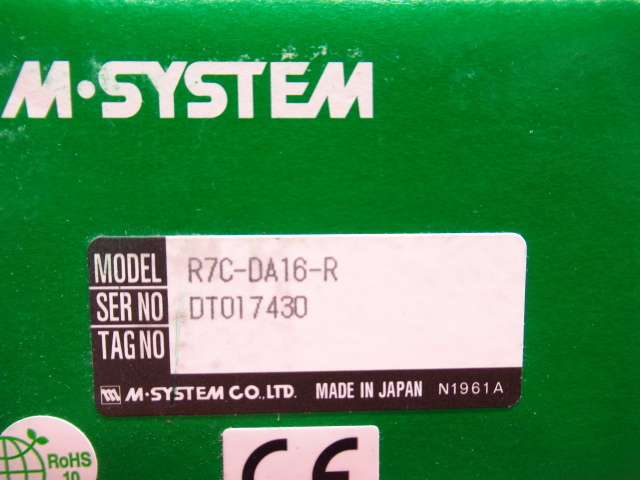 M·SYSTEM
MODEL R7C-DA16-R
SER NO DT017430
TAG NO
M·SYSTEM CO.,LTD. MADE IN JAPAN N1961A
RoHS
10
CE